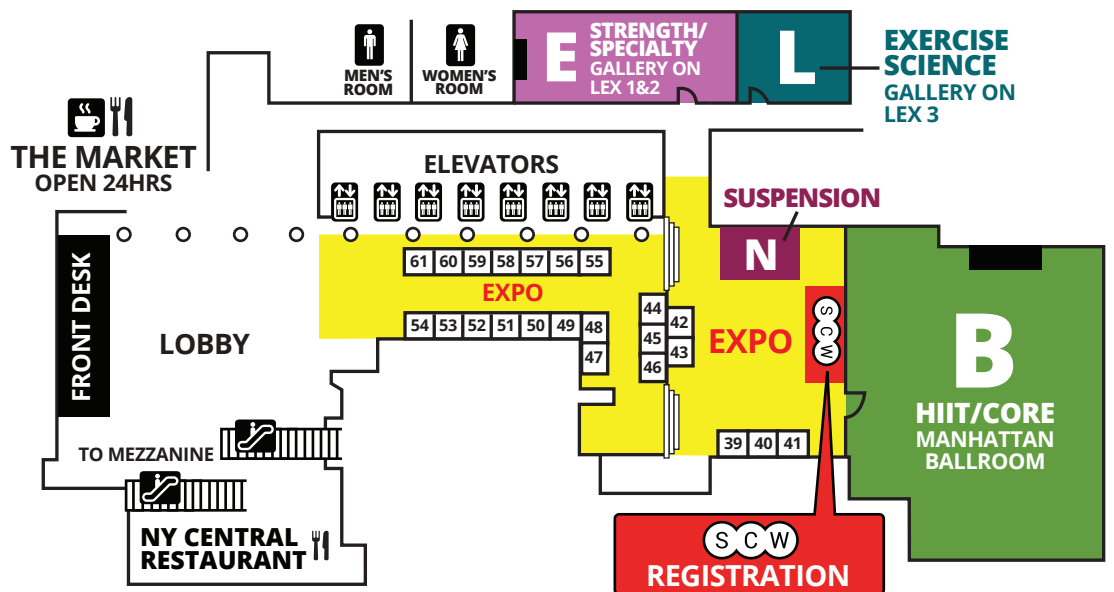 MEN'S
ROOM
WOMEN'S
ROOM
E
STRENGTH/
SPECIALTY
GALLERY ON
LEX 1&2
L
EXERCISE
SCIENCE
GALLERY ON
LEX 3
THE MARKET
OPEN 24HRS
ELEVATORS
SUSPENSION
N
FRONT DESK
LOBBY
61 60 59 58 57 56 55
EXPO
54 53 52 51 50 49 48
47
44
45
46
42
43
EXPO
SCW
39 40 41
B
HIIT/CORE
MANHATTAN
BALLROOM
TO MEZZANINE
NY CENTRAL
RESTAURANT
SCW
REGISTRATION